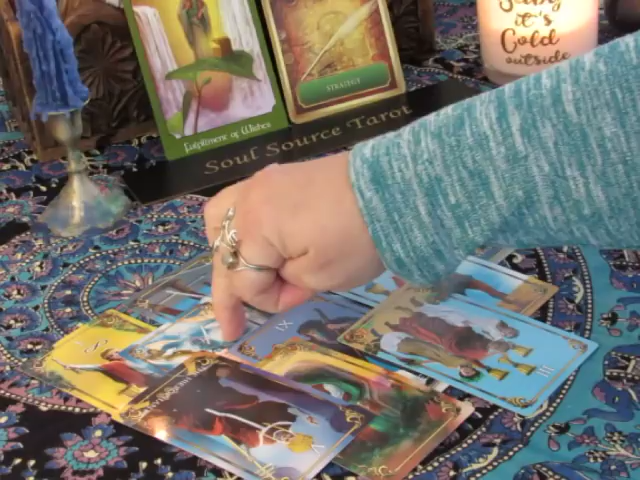 Baby
it's
Cold
outside
STRATEGY
Fulfillment of Wishes
Soul Source Tarot
IX
III